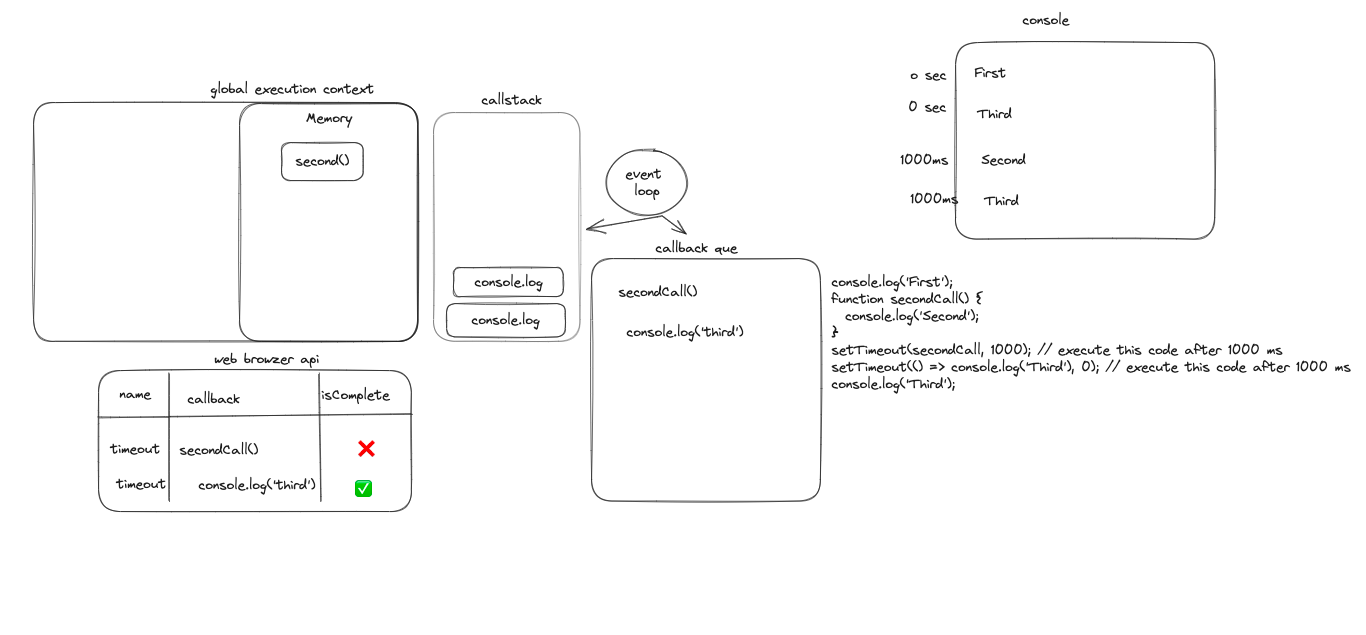 console
o sec
First
0 sec
Third
1000ms
Second
1000ms
Third
global execution context
Memory
second()
callstack
console.log
console.log
event
loop
callback que
secondCall()
console.log('third')
console.log('First');
function secondCall() {
console.log('Second');
}
setTimeout(secondCall, 1000); // execute this code after 1000 ms
setTimeout(() => console.log('Third'), 0); // execute this code after 1000 ms
console.log('Third');
web browzer api
name
callback
isComplete
timeout
secondCall()
timeout
console.log('third')